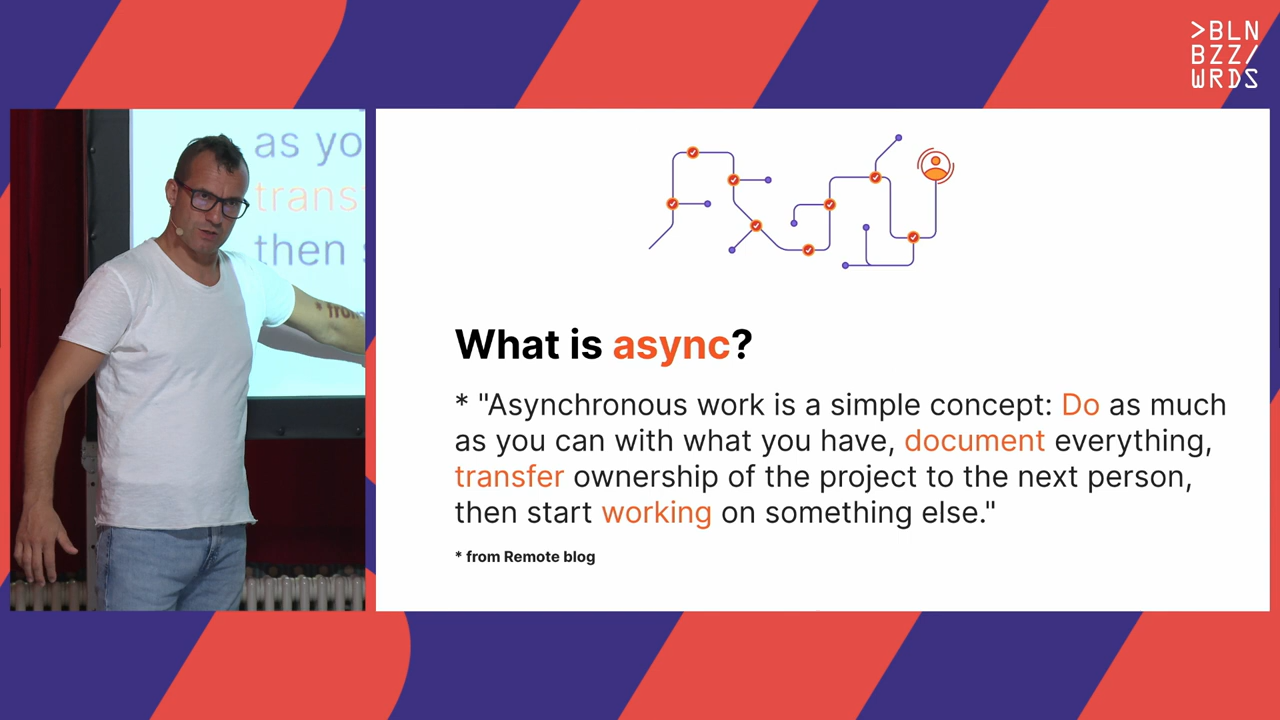 >BLN
BZZ/
WRDS
as yo
trans
then s
* from
What is async?
* "Asynchronous work is a simple concept: Do as much
as you can with what you have, document everything,
transfer ownership of the project to the next person,
then start working on something else."
* from Remote blog